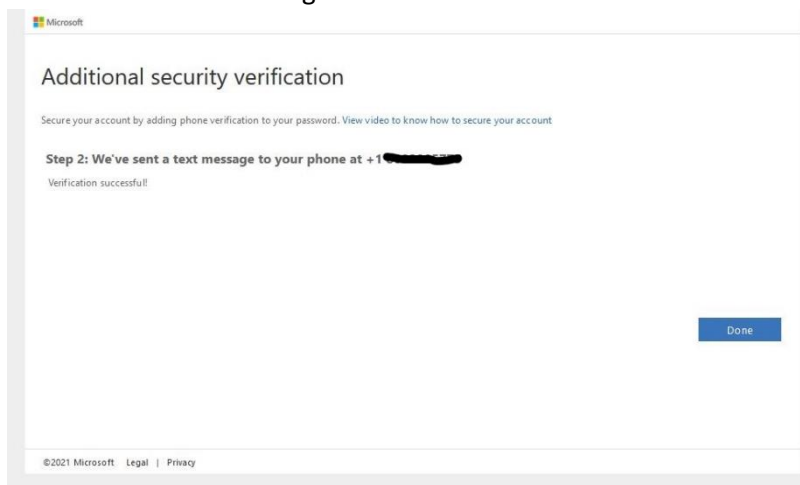 Microsoft
Additional security verification
Secure your account by adding phone verification to your password. View video to know how to secure your account
Step 2: We've sent a text message to your phone at +1
Verification successful!
Done
©2021 Microsoft Legal | Privacy